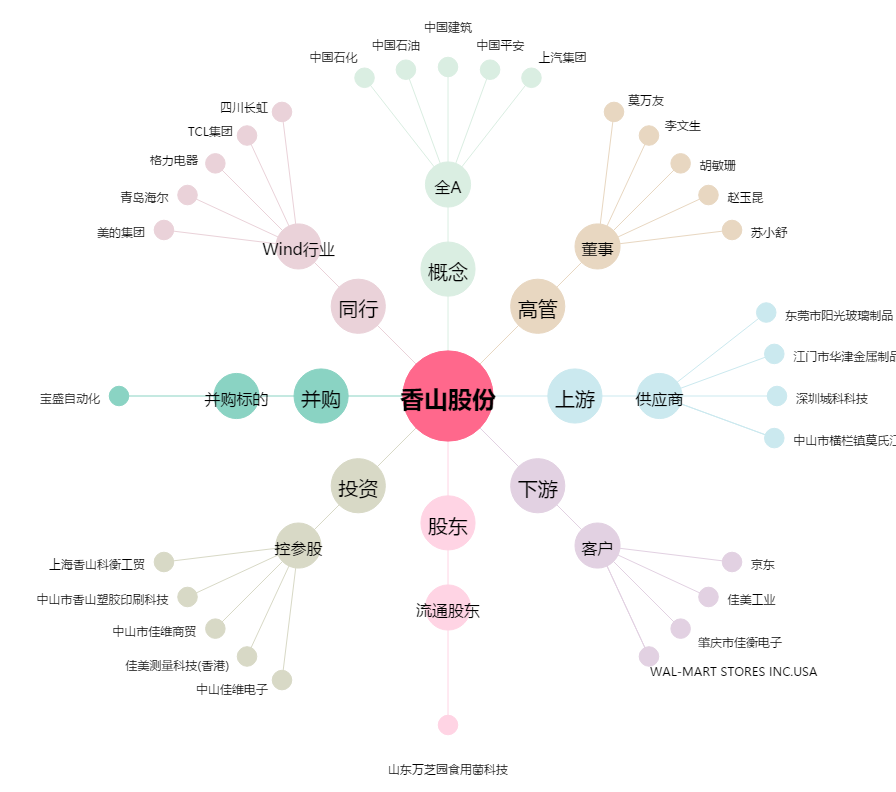 中国建筑
中国石油
中国平安
中国石化
上汽集团
莫万友
四川长虹
李文生
TCL集团
格力电器
胡敏珊
全A
青岛海尔
赵玉昆
美的集团
苏小舒
Wind行业
董事
概念
同行
高管
东莞市阳光玻璃制品
江门市华津金属制品
宝盛自动化
并购标的
并购
香山股份
上游
供应商
深圳城科科技
中山市横栏镇莫氏江
投资
下游
股东
控参股
客户
上海香山科衡工贸
京东
中山市香山塑胶印刷科技
佳美工业
流通股东
中山市佳维商贸
肇庆市佳衡电子
佳美测量科技(香港)
WAL-MART STORES INC.USA
中山佳维电子
山东万芝园食用菌科技